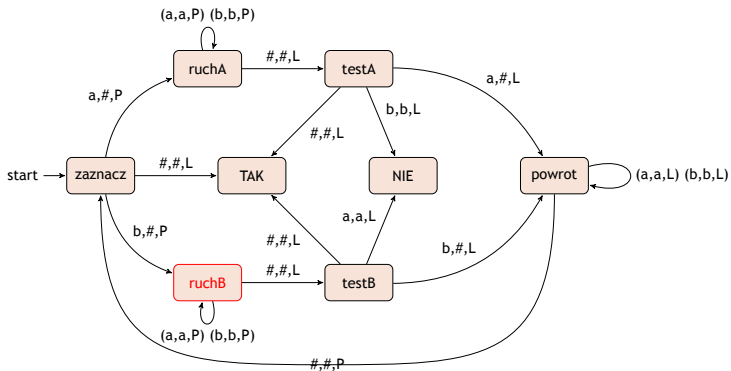 (a,a,P) (b,b,P)
ruchA
#,#,L
testA
a,#,P
a,#,L
b,b,L
#,#,L
start
zaznacz
#,#,L
TAK
NIE
powrot
(a,a,L) (b,b,L)
a,a,L
b,#,P
#,#,L
b,#,L
ruchB
#,#,L
testB
(a,a,P) (b,b,P)
#,#,P